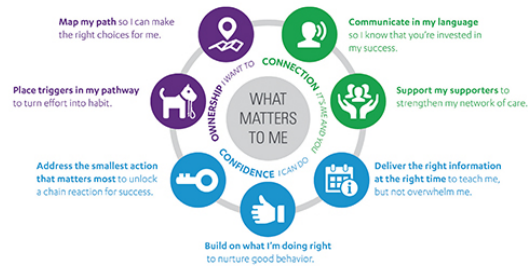 Map my path so I can make
the right choices for me.
Communicate in my language
so I know that you're invested in
my success.
Place triggers in my pathway
to turn effort into habit.
Support my supporters to
strengthen my network of care.
OWNERSHIP I WANT TO
CONNECTION IT'S ME AND YOU
CONFIDENCE I CAN DO
WHAT
MATTERS
TO ME
Address the smallest action
that matters most to unlock
a chain reaction for success.
Deliver the right information
at the right time to teach me,
but not overwhelm me.
Build on what I'm doing right
to nurture good behavior.